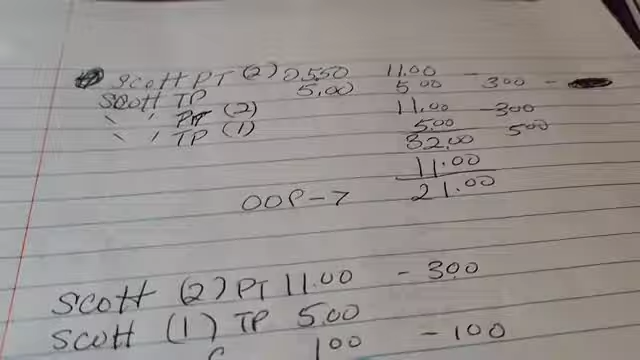 Scott PT (2) @ 5.50 11.00 -
Scott TP 5.00 5.00 -300 -
" " PT (2) 11.00 -300
" " TP (1) 5.00 500
32.00
11.00
OOP-7 21.00
Scott (2) PT 11.00 - 300
Scott (1) TP 5.00
100 - 100